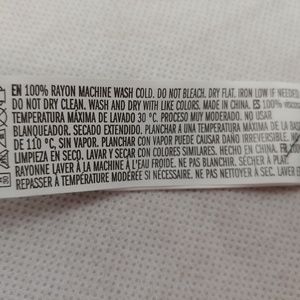 EN 100% RAYON MACHINE WASH COLD. DO NOT BLEACH. DRY FLAT. IRON LOW IF NEEDED.
DO NOT DRY CLEAN. WASH AND DRY WITH LIKE COLORS. MADE IN CHINA. ES 100%
TEMPERATURA MÁXIMA DE LAVADO 30 °C. PROCESO MUY MODERADO. NO USAR
BLANQUEADOR. SECADO EXTENDIDO. PLANCHAR A UNA TEMPERATURA MÁXIMA DE LA BASE
DE 110 °C, SIN VAPOR. PLANCHAR CON VAPOR PUEDE CAUSAR DAÑO IRREVERSIBLE. NO
LIMPIEZA EN SECO. LAVAR Y SECAR CON COLORES SIMILARES. HECHO EN CHINA. FR 100%
RAYONNE LAVER À LA MACHINE À L'EAU FROIDE. NE PAS BLANCHIR. SÉCHER À PLAT.
REPASSER À TEMPÉRATURE MODÉRÉE SI NÉCESSAIRE. NE PAS NETTOYER À SEC. LAVER ET